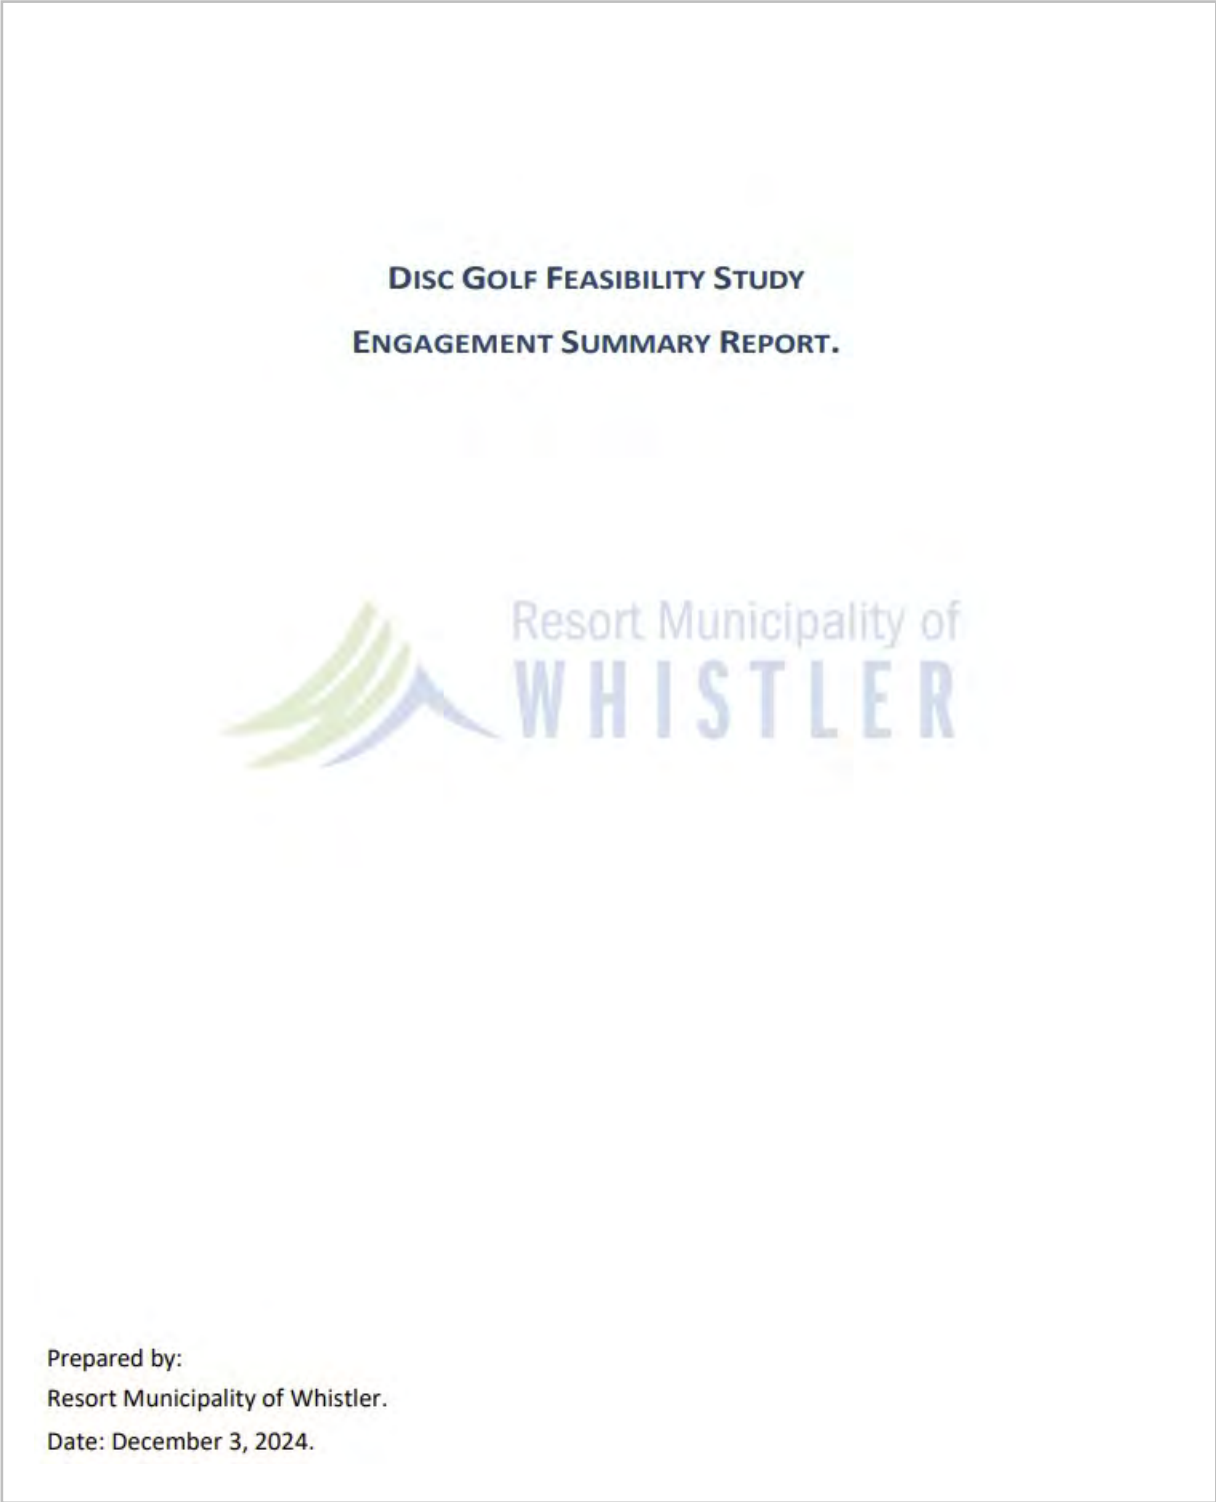 DISC GOLF FEASIBILITY STUDY
ENGAGEMENT SUMMARY REPORT.
Resort Municipality of
WHISTLER
Prepared by:
Resort Municipality of Whistler.
Date: December 3, 2024.